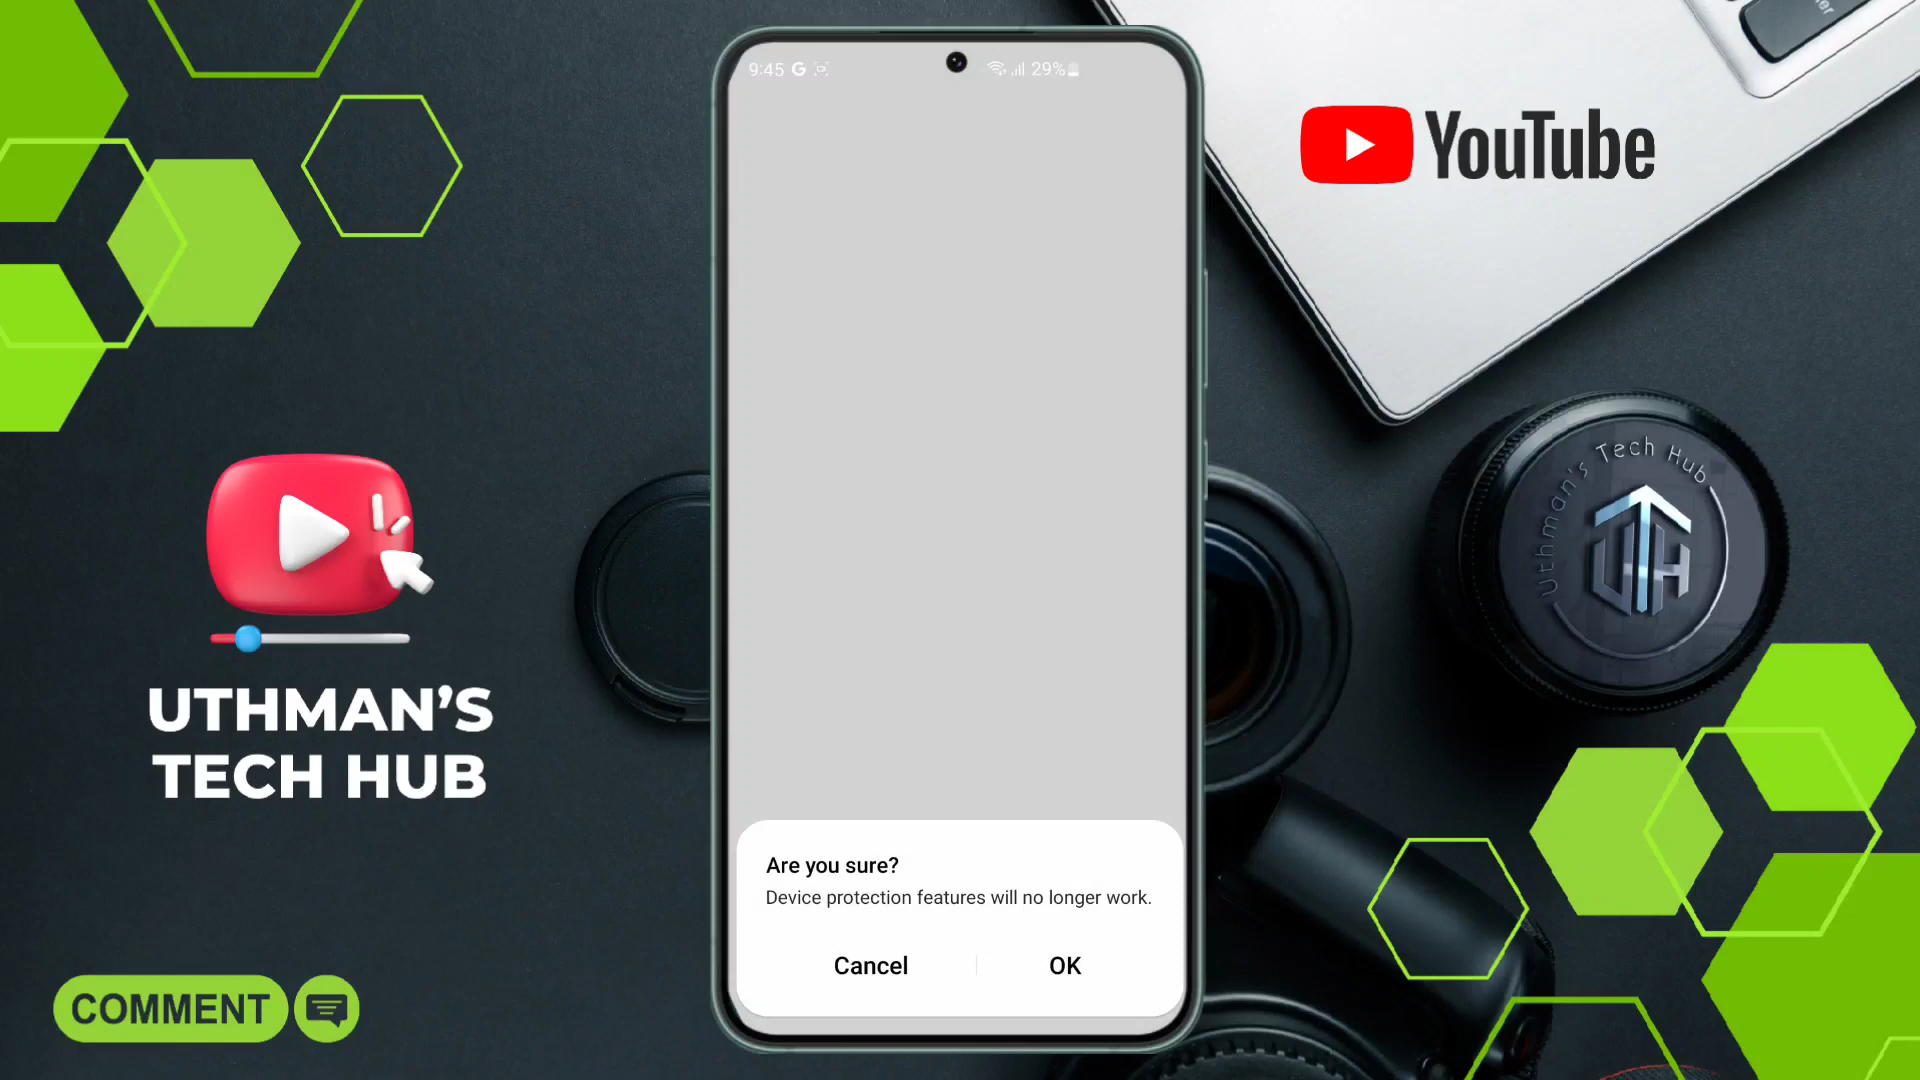 9:45 G
29%
YouTube
Uthman's Tech Hub
UTH
UTHMAN'S
TECH HUB
Are you sure?
Device protection features will no longer work.
Cancel
OK
COMMENT